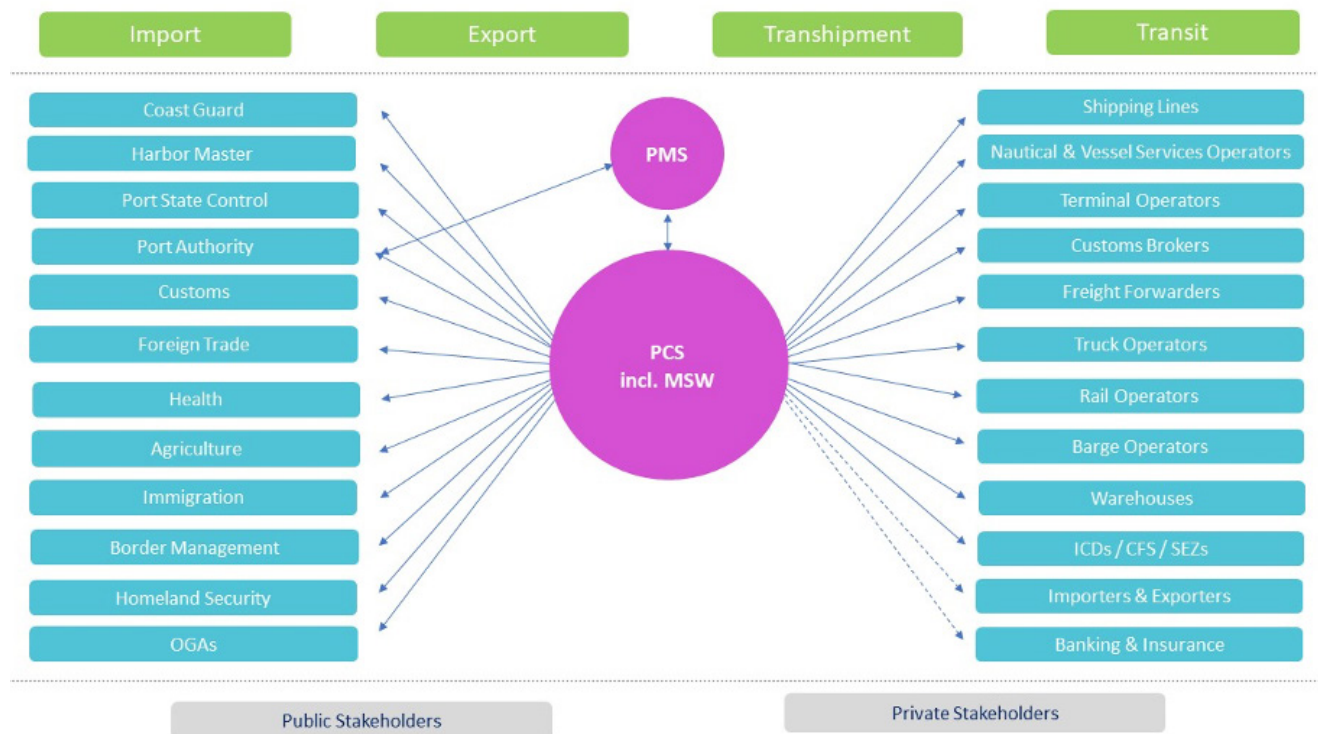 Import
Export
Transhipment
Transit
Coast Guard
Harbor Master
Port State Control
Port Authority
Customs
Foreign Trade
Health
Agriculture
Immigration
Border Management
Homeland Security
OGAs
PMS
PCS
incl. MSW
Shipping Lines
Nautical & Vessel Services Operators
Terminal Operators
Customs Brokers
Freight Forwarders
Truck Operators
Rail Operators
Barge Operators
Warehouses
ICDs / CFS / SEZs
Importers & Exporters
Banking & Insurance
Public Stakeholders
Private Stakeholders